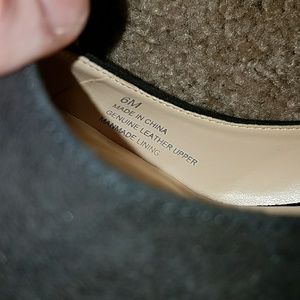 6M
MADE IN CHINA
GENUINE LEATHER UPPER
MANMADE LINING